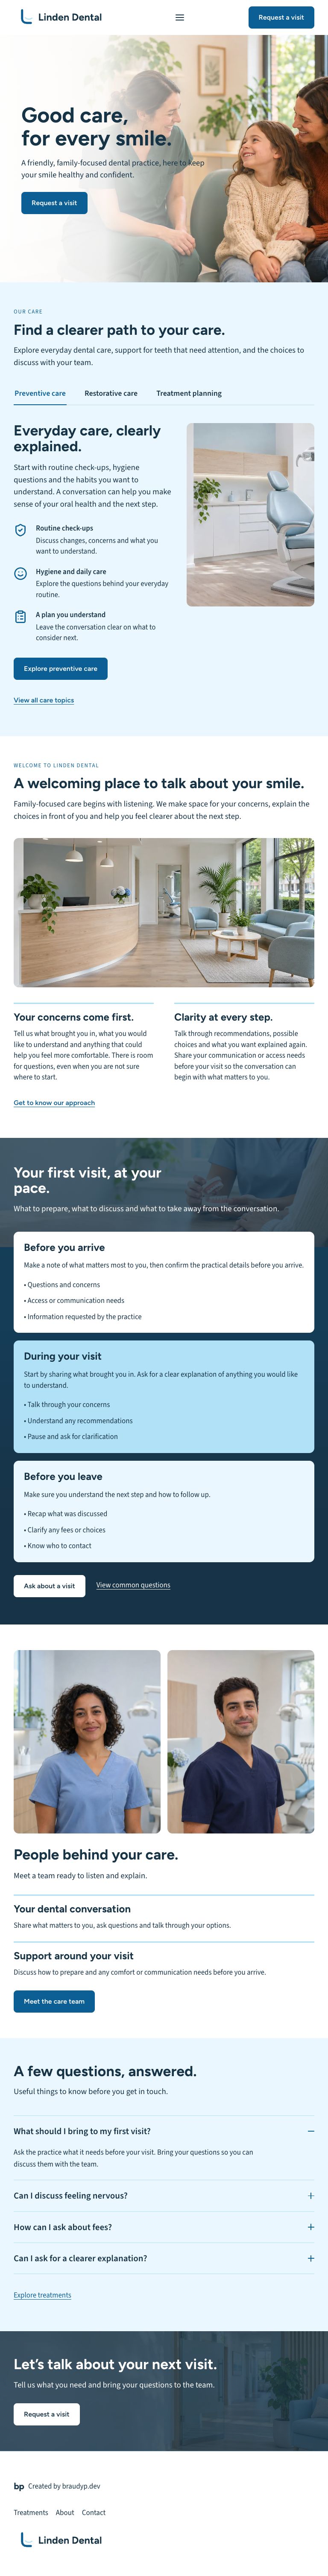 Linden Dental
Request a visit
Good care,
for every smile.
A friendly, family-focused dental practice, here to keep
your smile healthy and confident.
Request a visit
OUR CARE
Find a clearer path to your care.
Explore everyday dental care, support for teeth that need attention, and the choices to
discuss with your team.
Preventive care Restorative care Treatment planning
Everyday care, clearly
explained.
Start with routine check-ups, hygiene
questions and the habits you want to
understand. A conversation can help you make
sense of your oral health and the next step.
Routine check-ups
Discuss changes, concerns and what you
want to understand.
Hygiene and daily care
Explore the questions behind your everyday
routine.
A plan you understand
Leave the conversation clear on what to
consider next.
Explore preventive care
View all care topics
WELCOME TO LINDEN DENTAL
A welcoming place to talk about your smile.
Family-focused care begins with listening. We make space for your concerns, explain the
choices in front of you and help you feel clearer about the next step.
Your concerns come first.
Tell us what brought you in, what you would
like to understand and anything that could
help you feel more comfortable. There is room
for questions, even when you are not sure
where to start.
Clarity at every step.
Talk through recommendations, possible
choices and what you want explained again.
Share your communication or access needs
before your visit so the conversation can
begin with what matters to you.
Get to know our approach
Your first visit, at your
pace.
What to prepare, what to discuss and what to take away from the conversation.
Before you arrive
Make a note of what matters most to you, then confirm the practical details before you arrive.
• Questions and concerns
• Access or communication needs
• Information requested by the practice
During your visit
Start by sharing what brought you in. Ask for a clear explanation of anything you would like
to understand.
• Talk through your concerns
• Understand any recommendations
• Pause and ask for clarification
Before you leave
Make sure you understand the next step and how to follow up.
• Recap what was discussed
• Clarify any fees or choices
• Know who to contact
Ask about a visit
View common questions
People behind your care.
Meet a team ready to listen and explain.
Your dental conversation
Share what matters to you, ask questions and talk through your options.
Support around your visit
Discuss how to prepare and any comfort or communication needs before you arrive.
Meet the care team
A few questions, answered.
Useful things to know before you get in touch.
What should I bring to my first visit?
Ask the practice what it needs before your visit. Bring your questions so you can
discuss them with the team.
Can I discuss feeling nervous?
How can I ask about fees?
Can I ask for a clearer explanation?
Explore treatments
Let’s talk about your next visit.
Tell us what you need and bring your questions to the team.
Request a visit
bp Created by braudyp.dev
Treatments About Contact
Linden Dental